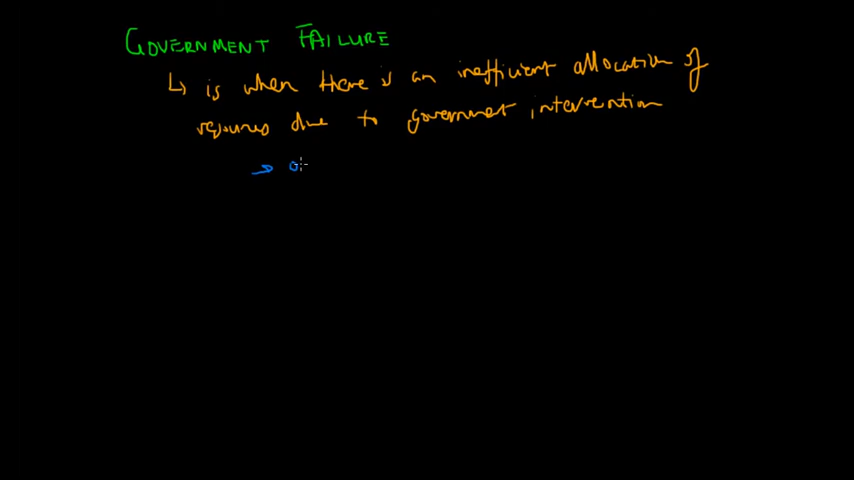 GOVERNMENT FAILURE
↳ is when there is an inefficient allocation of
resources due to government intervention
→